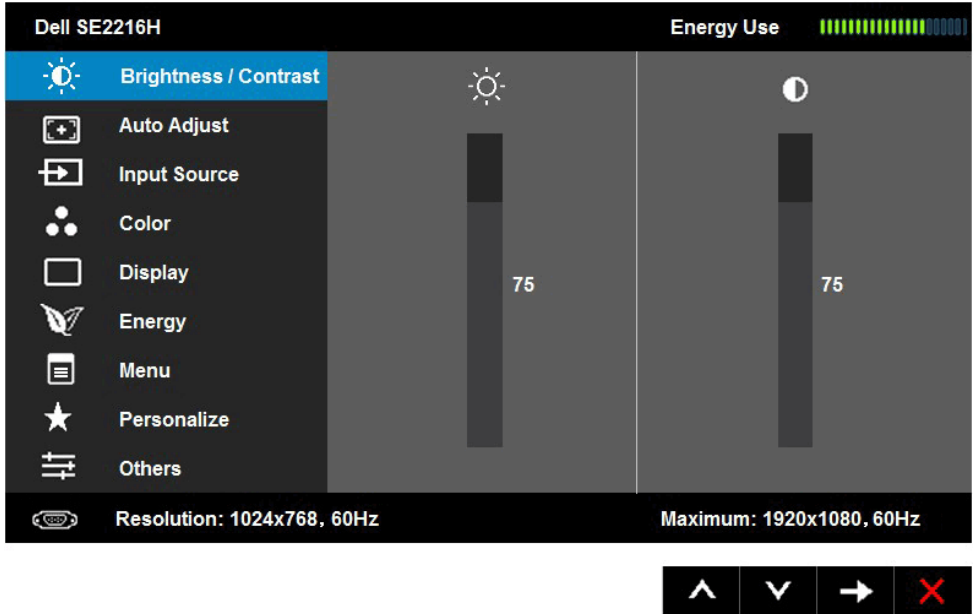 Dell SE2216H Energy Use
Brightness / Contrast
Auto Adjust
Input Source
Color
Display
75 75
Energy
Menu
Personalize
Others
Resolution: 1024x768, 60Hz Maximum: 1920x1080, 60Hz